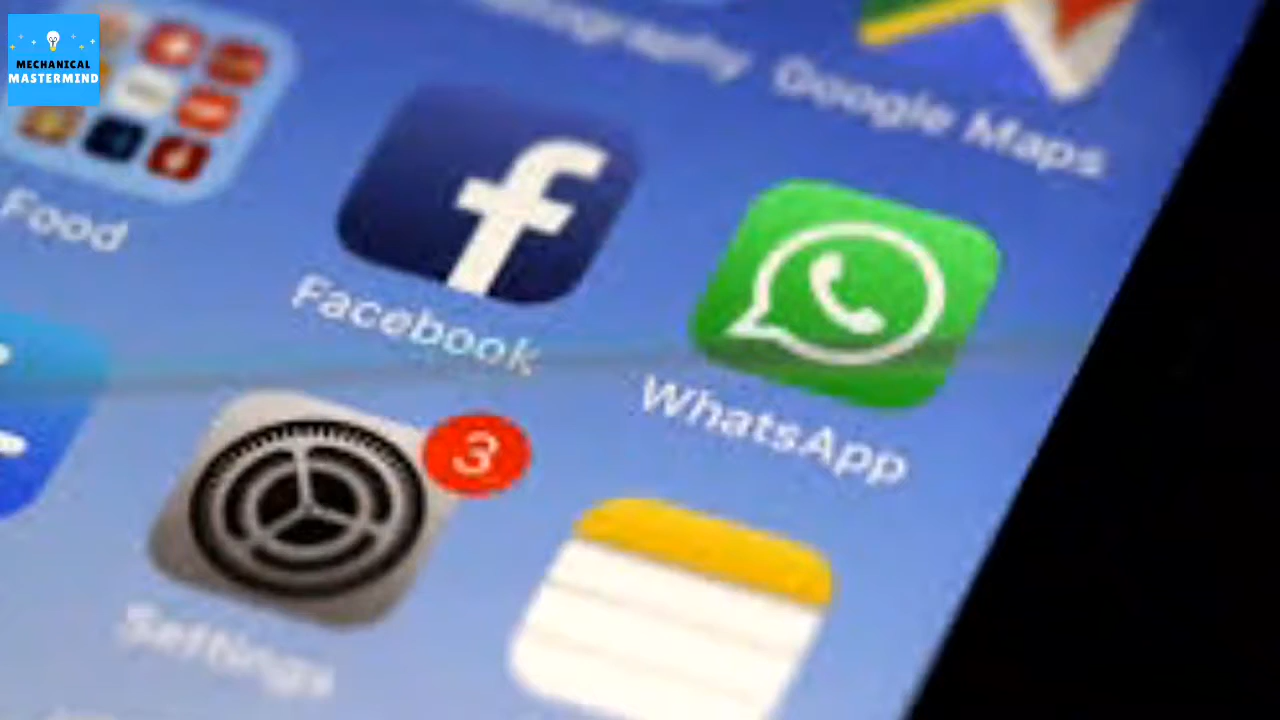 MECHANICAL
MASTERMIND
Google Maps
Food
Facebook
WhatsApp
3
Settings